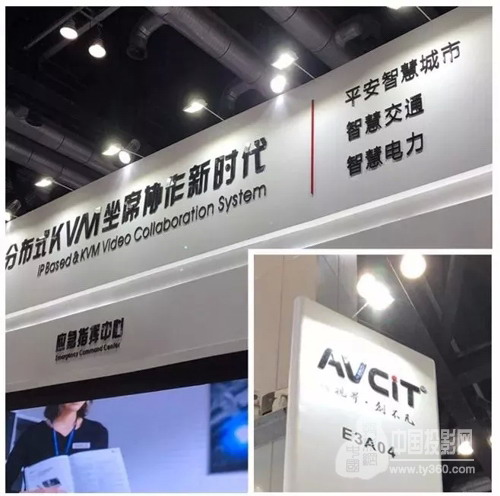 平安智慧城市
智慧交通
智慧电力
分布式KVM坐席协作新时代
IP Based & KVM Video Collaboration System
应急指挥中心
Emergency Command Center
AVCIT
E3A04
中国投影网
www.ty360.com